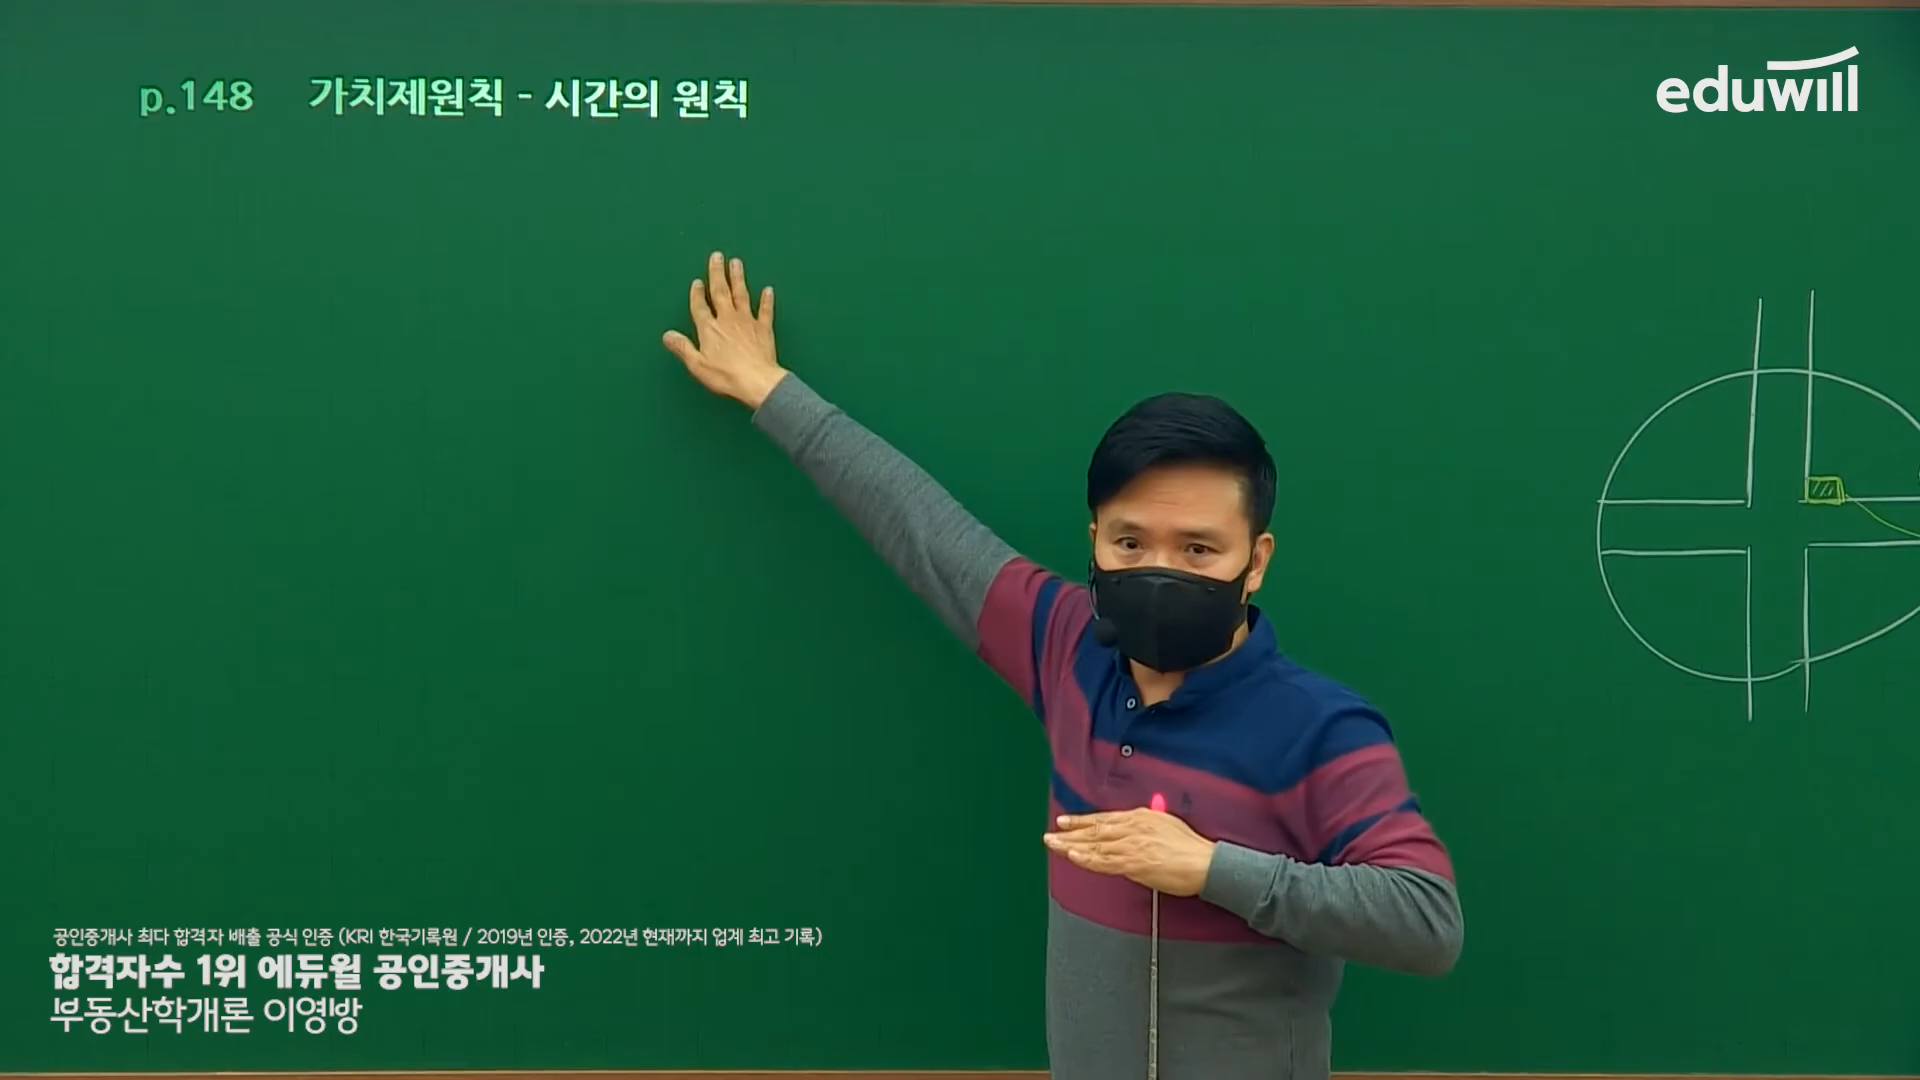 p.148 가치제원칙 - 시간의 원칙
eduwill
공인중개사 최다 합격자 배출 공식 인증 (KRI 한국기록원 / 2019년 인증, 2022년 현재까지 업계 최고 기록)
합격자수 1위 에듀윌 공인중개사
부동산학개론 이영방